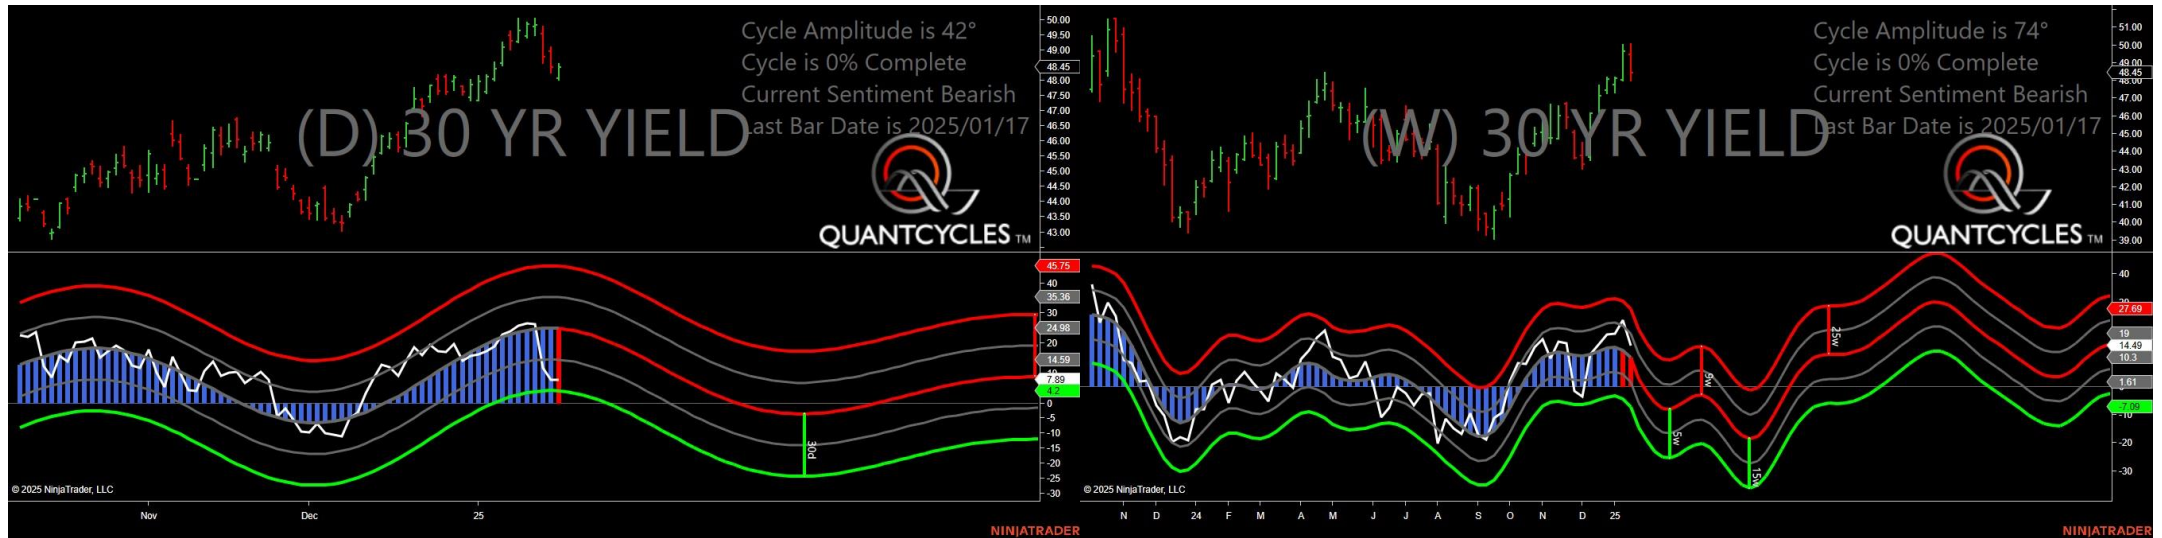 Cycle Amplitude is 42°
Cycle is 0% Complete
Current Sentiment Bearish
Last Bar Date is 2025/01/17
(D) 30 YR YIELD
QUANTCYCLES TM
50.00
49.50
49.00
48.45
48.00
47.50
47.00
46.50
46.00
45.50
45.00
44.50
44.00
43.50
43.00
45.75
40
35.36
30
24.98
20
14.59
7.89
4.2
0
-5
-10
-15
-20
-25
-30
30d
© 2025 NinjaTrader, LLC
Nov
Dec
25
NINJATRADER
Cycle Amplitude is 74°
Cycle is 0% Complete
Current Sentiment Bearish
Last Bar Date is 2025/01/17
(W) 30 YR YIELD
QUANTCYCLES TM
51.00
50.00
49.00
48.45
47.00
46.00
45.00
44.00
43.00
42.00
41.00
40.00
39.00
40
27.69
19
14.49
10.3
1.61
-7.09
-20
-30
5w
9w
15w
25w
© 2025 NinjaTrader, LLC
N
D
24
F
M
A
M
J
J
A
S
O
N
D
25
NINJATRADER